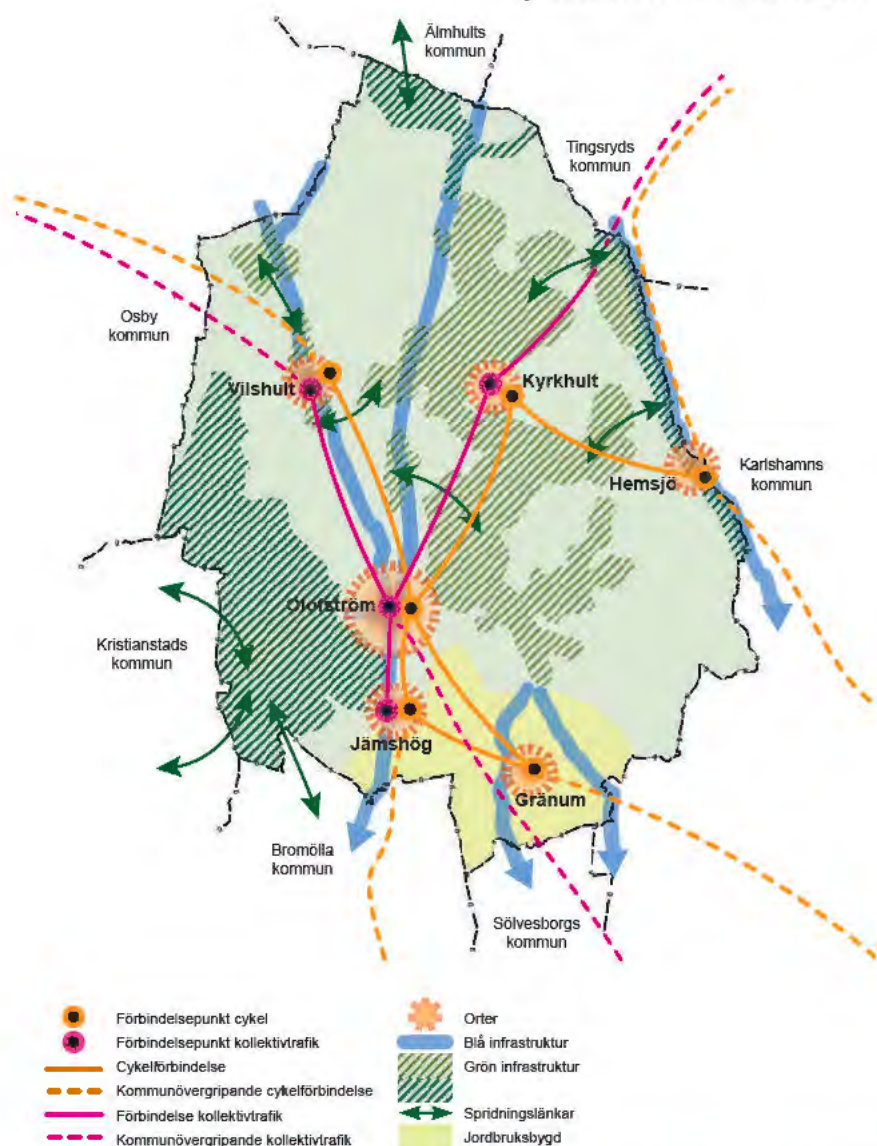 Älmhults
kommun
Tingsryds
kommun
Osby
kommun
Vilshult
Kyrkhult
Hemsjö
Karlshamns
kommun
Olofström
Kristianstads
kommun
Jämshög
Gränum
Bromölla
kommun
Sölvesborgs
kommun
Förbindelsepunkt cykel
Förbindelsepunkt kollektivtrafik
Cykelförbindelse
Kommunövergripande cykelförbindelse
Förbindelse kollektivtrafik
Kommunövergripande kollektivtrafik
Orter
Blå infrastruktur
Grön infrastruktur
Spridningslänkar
Jordbruksbygd